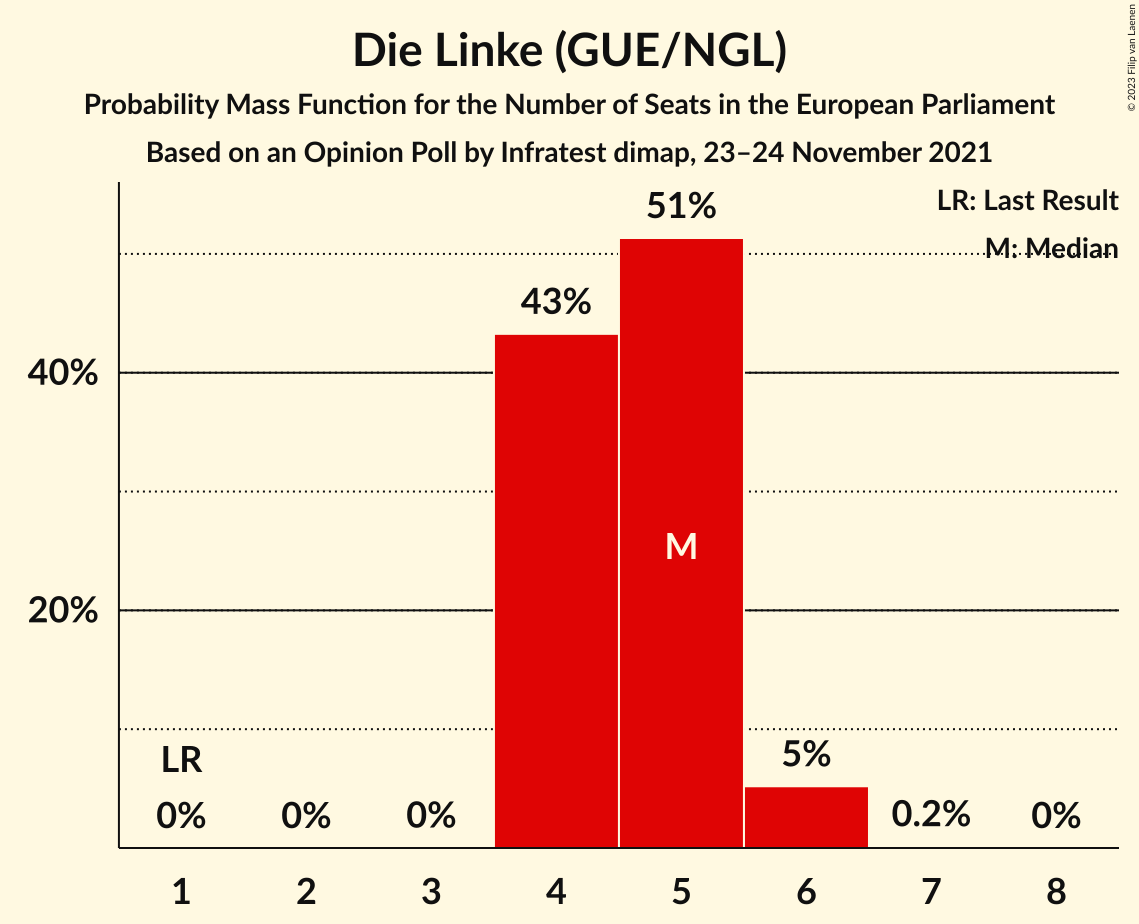 Die Linke (GUE/NGL)
Probability Mass Function for the Number of Seats in the European Parliament
Based on an Opinion Poll by Infratest dimap, 23–24 November 2021
© 2023 Filip van Laenen
LR: Last Result
M: Median
51%
43%
40%
M
20%
LR
5%
0%
0%
0%
0.2%
0%
1
2
3
4
5
6
7
8